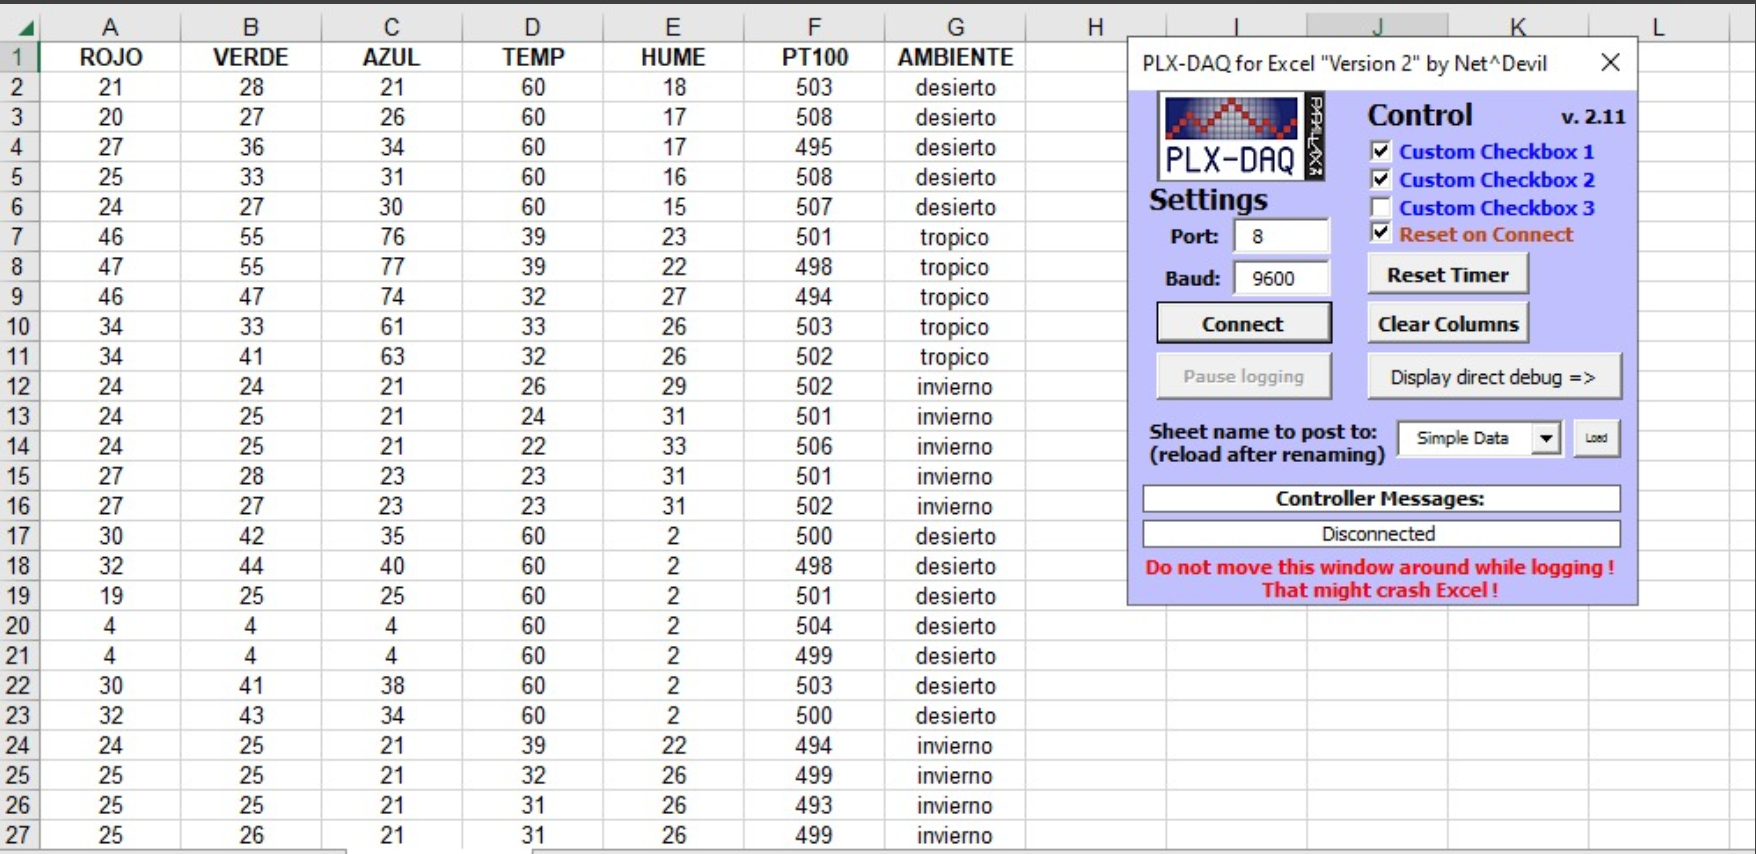 A B C D E F G H I J K L
1 ROJO VERDE AZUL TEMP HUME PT100 AMBIENTE
2 21 28 21 60 18 503 desierto
3 20 27 26 60 17 508 desierto
4 27 36 34 60 17 495 desierto
5 25 33 31 60 16 508 desierto
6 24 27 30 60 15 507 desierto
7 46 55 76 39 23 501 tropico
8 47 55 77 39 22 498 tropico
9 46 47 74 32 27 494 tropico
10 34 33 61 33 26 503 tropico
11 34 41 63 32 26 502 tropico
12 24 24 21 26 29 502 invierno
13 24 25 21 24 31 501 invierno
14 24 25 21 22 33 506 invierno
15 27 28 23 23 31 501 invierno
16 27 27 23 23 31 502 invierno
17 30 42 35 60 2 500 desierto
18 32 44 40 60 2 498 desierto
19 19 25 25 60 2 501 desierto
20 4 4 4 60 2 504 desierto
21 4 4 4 60 2 499 desierto
22 30 41 38 60 2 503 desierto
23 32 43 34 60 2 500 desierto
24 24 25 21 39 22 494 invierno
25 25 25 21 32 26 499 invierno
26 25 25 21 31 26 493 invierno
27 25 26 21 31 26 499 invierno
PLX-DAQ for Excel "Version 2" by Net^Devil
PLX-DAQ
PARALLAX
Control v. 2.11
Custom Checkbox 1
Custom Checkbox 2
Custom Checkbox 3
Reset on Connect
Settings
Port: 8
Baud: 9600
Reset Timer
Connect
Clear Columns
Pause logging
Display direct debug =>
Sheet name to post to:
(reload after renaming)
Simple Data
Load
Controller Messages:
Disconnected
Do not move this window around while logging !
That might crash Excel !